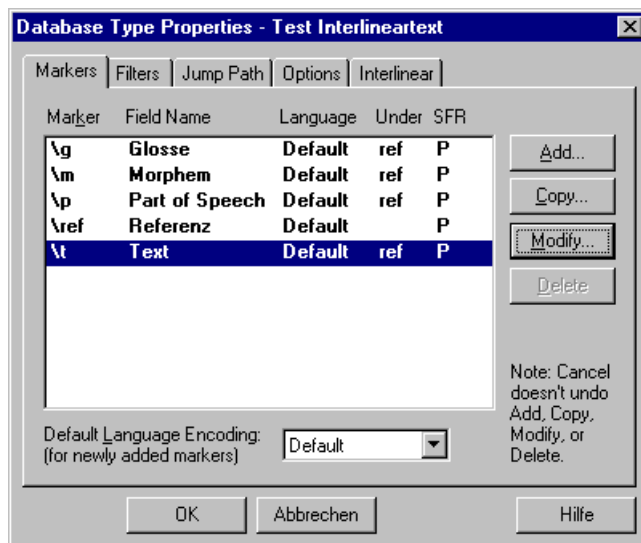 Database Type Properties - Test Interlineartext
Markers Filters Jump Path Options Interlinear
Marker Field Name Language Under SFR
\g Glosse Default ref P
\m Morphem Default ref P
\p Part of Speech Default ref P
\ref Referenz Default P
\t Text Default ref P
Add...
Copy...
Modify...
Delete
Note: Cancel
doesn't undo
Add, Copy,
Modify, or
Delete.
Default Language Encoding:
(for newly added markers)
Default
OK Abbrechen Hilfe